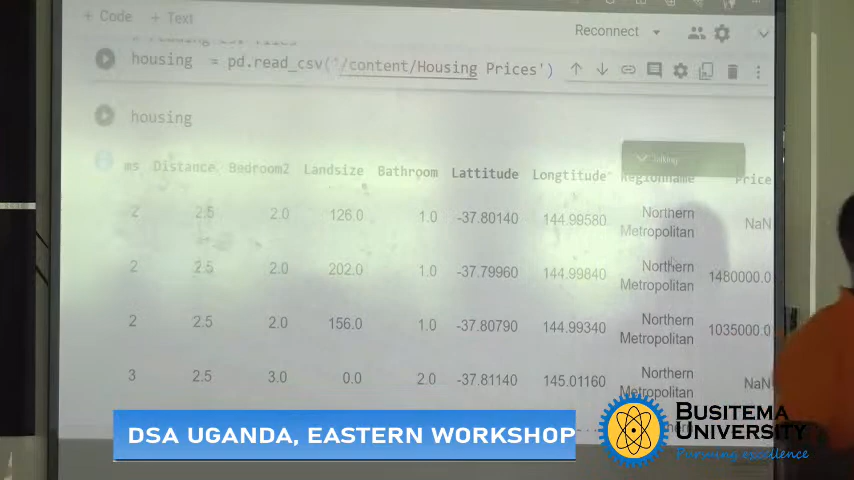 + Code + Text
Reconnect
housing = pd.read_csv('/content/Housing Prices')
housing
ms Distance Bedroom2 Landsize Bathroom Lattitude Longtitude Regionname Price
2 2.5 2.0 126.0 1.0 -37.80140 144.99580 Northern Metropolitan NaN
2 2.5 2.0 202.0 1.0 -37.79960 144.99840 Northern Metropolitan 1480000.0
2 2.5 2.0 156.0 1.0 -37.80790 144.99340 Northern Metropolitan 1035000.0
3 2.5 3.0 0.0 2.0 -37.81140 145.01160 Northern Metropolitan NaN
DSA UGANDA, EASTERN WORKSHOP
BUSITEMA
UNIVERSITY
Pursuing excellence